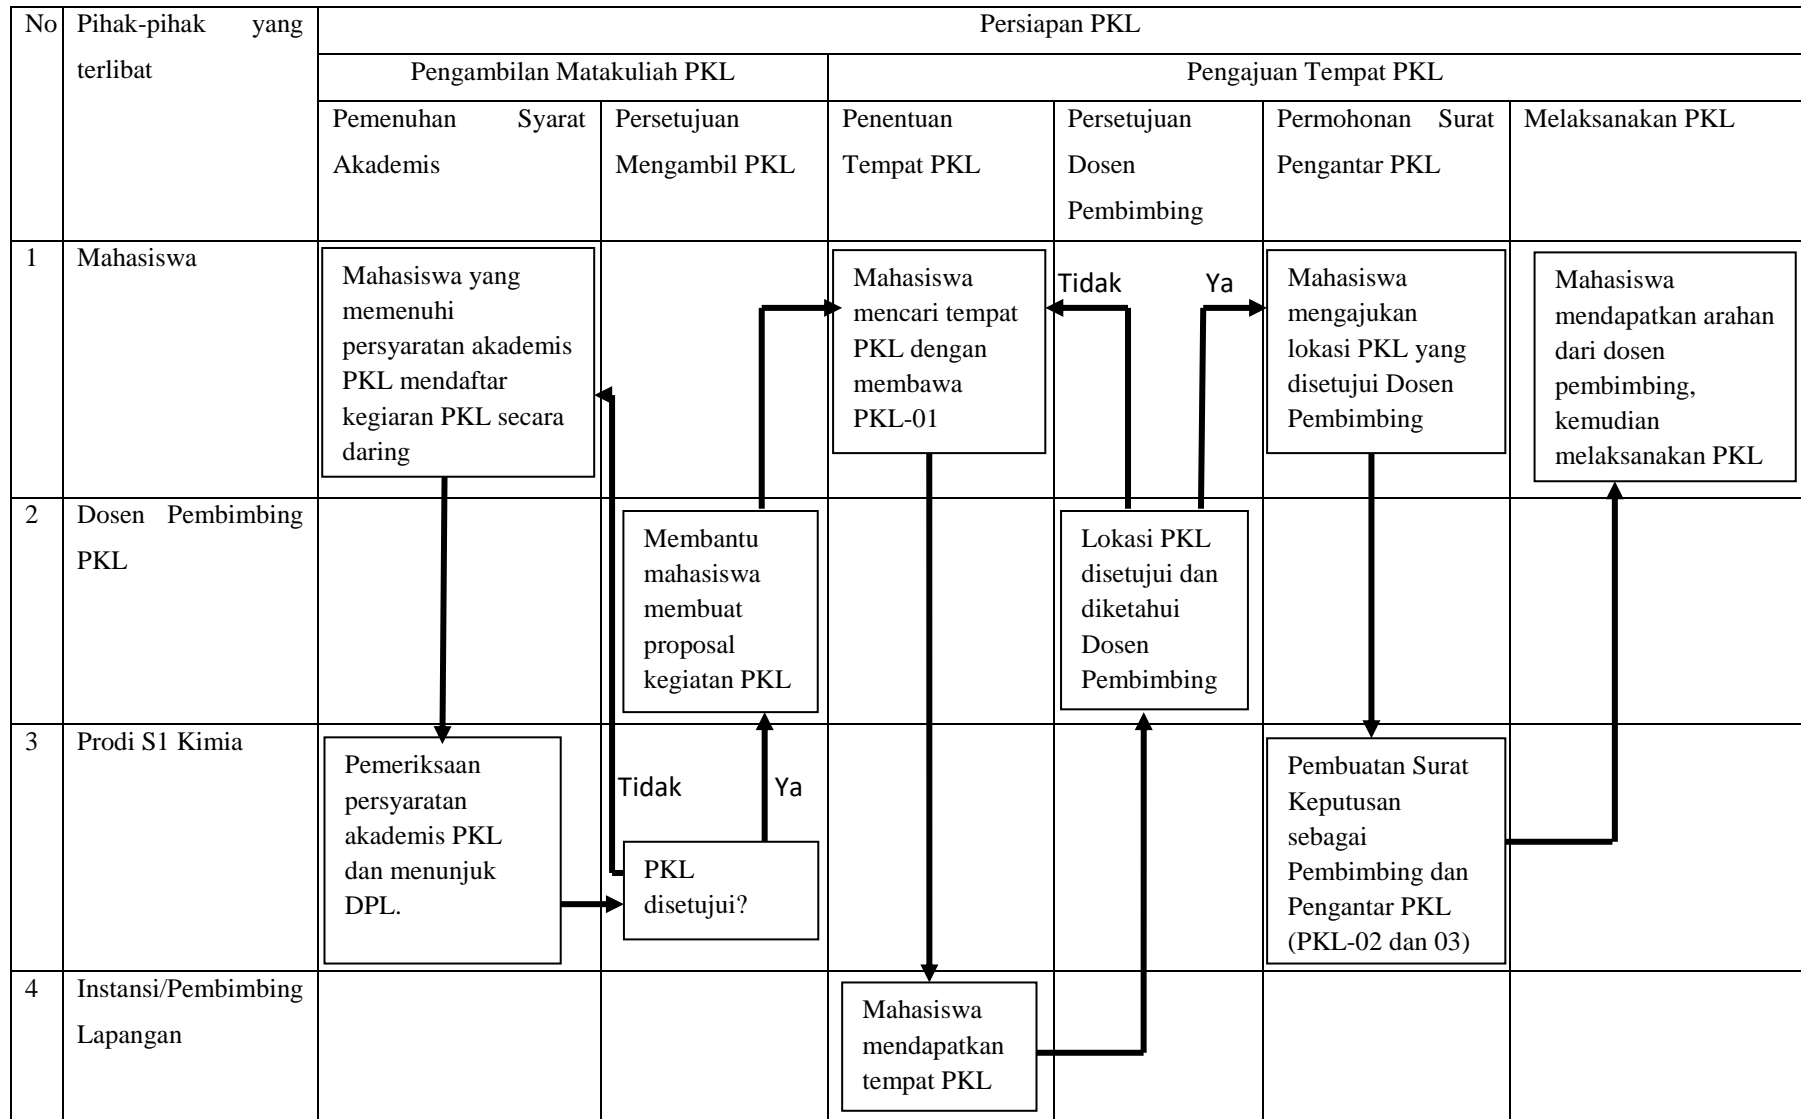 No
Pihak-pihak yang
terlibat
Persiapan PKL
Pengambilan Matakuliah PKL
Pengajuan Tempat PKL
Pemenuhan Syarat
Akademis
Persetujuan
Mengambil PKL
Penentuan
Tempat PKL
Persetujuan
Dosen
Pembimbing
Permohonan Surat
Pengantar PKL
Melaksanakan PKL
1
Mahasiswa
Mahasiswa yang
memenuhi
persyaratan akademis
PKL mendaftar
kegiaran PKL secara
daring
Mahasiswa
mencari tempat
PKL dengan
membawa
PKL-01
Tidak
Ya
Mahasiswa
mengajukan
lokasi PKL yang
disetujui Dosen
Pembimbing
Mahasiswa
mendapatkan arahan
dari dosen
pembimbing,
kemudian
melaksanakan PKL
2
Dosen Pembimbing
PKL
Membantu
mahasiswa
membuat
proposal
kegiatan PKL
Lokasi PKL
disetujui dan
diketahui
Dosen
Pembimbing
3
Prodi S1 Kimia
Pemeriksaan
persyaratan
akademis PKL
dan menunjuk
DPL.
Tidak
Ya
PKL
disetujui?
Pembuatan Surat
Keputusan
sebagai
Pembimbing dan
Pengantar PKL
(PKL-02 dan 03)
4
Instansi/Pembimbing
Lapangan
Mahasiswa
mendapatkan
tempat PKL